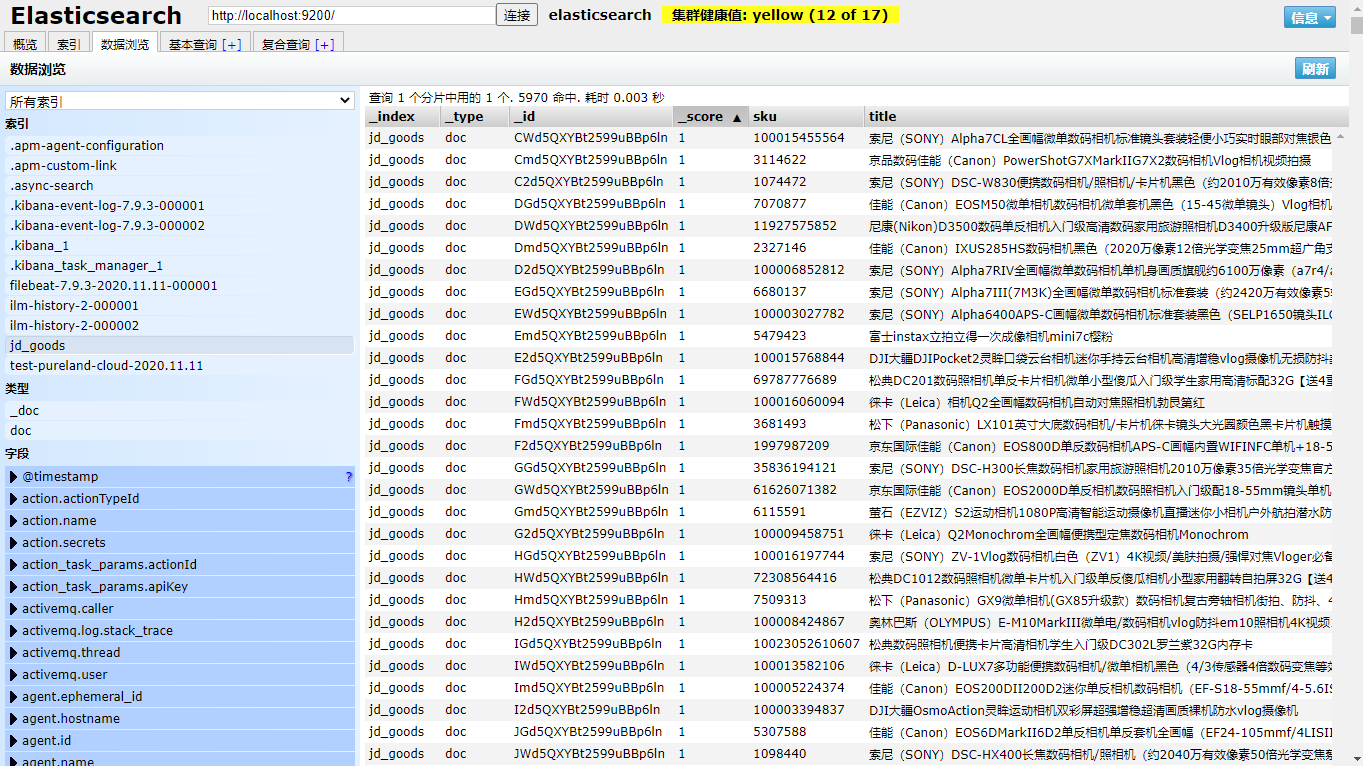 Elasticsearch
http://localhost:9200/
连接
elasticsearch
集群健康值: yellow (12 of 17)
信息
概览 索引 数据浏览 基本查询 [+] 复合查询 [+]
数据浏览
刷新
所有索引
索引
.apm-agent-configuration
.apm-custom-link
.async-search
.kibana-event-log-7.9.3-000001
.kibana-event-log-7.9.3-000002
.kibana_1
.kibana_task_manager_1
filebeat-7.9.3-2020.11.11-000001
ilm-history-2-000001
ilm-history-2-000002
jd_goods
test-pureland-cloud-2020.11.11
类型
_doc
doc
字段
@timestamp ?
action.actionTypeId
action.name
action.secrets
action_task_params.actionId
action_task_params.apiKey
activemq.caller
activemq.log.stack_trace
activemq.thread
activemq.user
agent.ephemeral_id
agent.hostname
agent.id
agent.name
查询 1 个分片中用的 1 个. 5970 命中. 耗时 0.003 秒
_index _type _id _score ▲ sku title
jd_goods doc CWd5QXYBt2599uBBp6ln 1 100015455564 索尼（SONY）Alpha7CL全画幅微单数码相机标准镜头套装轻便小巧实时眼部对焦银色
jd_goods doc Cmd5QXYBt2599uBBp6ln 1 3114622 京品数码佳能（Canon）PowerShotG7XMarkIIG7X2数码相机Vlog相机视频拍摄
jd_goods doc C2d5QXYBt2599uBBp6ln 1 1074472 索尼（SONY）DSC-W830便携数码相机/照相机/卡片机黑色（约2010万有效像素8倍
jd_goods doc DGd5QXYBt2599uBBp6ln 1 7070877 佳能（Canon）EOSM50微单相机数码相机微单套机黑色（15-45微单镜头）Vlog相机
jd_goods doc DWd5QXYBt2599uBBp6ln 1 11927575852 尼康(Nikon)D3500数码单反相机入门级高清数码家用旅游照相机D3400升级版尼康AF
jd_goods doc Dmd5QXYBt2599uBBp6ln 1 2327146 佳能（Canon）IXUS285HS数码相机黑色（2020万像素12倍光学变焦25mm超广角支
jd_goods doc D2d5QXYBt2599uBBp6ln 1 100006852812 索尼（SONY）Alpha7RIV全画幅微单数码相机单机身画质旗舰约6100万像素（a7r4/
jd_goods doc EGd5QXYBt2599uBBp6ln 1 6680137 索尼（SONY）Alpha7III(7M3K)全画幅微单数码相机标准套装（约2420万有效像素5
jd_goods doc EWd5QXYBt2599uBBp6ln 1 100003027782 索尼（SONY）Alpha6400APS-C画幅微单数码相机标准套装黑色（SELP1650镜头ILC
jd_goods doc Emd5QXYBt2599uBBp6ln 1 5479423 富士instax立拍立得一次成像相机mini7c樱粉
jd_goods doc E2d5QXYBt2599uBBp6ln 1 100015768844 DJI大疆DJIPocket2灵眸口袋云台相机迷你手持云台相机高清增稳vlog摄像机无损防抖
jd_goods doc FGd5QXYBt2599uBBp6ln 1 69787776689 松典DC201数码照相机单反卡片相机微单小型傻瓜入门级学生家用高清标配32G【送4
jd_goods doc FWd5QXYBt2599uBBp6ln 1 100016060094 徕卡（Leica）相机Q2全画幅数码相机自动对焦照相机勃艮第红
jd_goods doc Fmd5QXYBt2599uBBp6ln 1 3681493 松下（Panasonic）LX101英寸大底数码相机/卡片机徕卡镜头大光圈颜色黑卡片机触摸
jd_goods doc F2d5QXYBt2599uBBp6ln 1 1997987209 京东国际佳能（Canon）EOS800D单反数码相机APS-C画幅内置WIFINFC单机+18-5
jd_goods doc GGd5QXYBt2599uBBp6ln 1 35836194121 索尼（SONY）DSC-H300长焦数码相机家用旅游照相机2010万像素35倍光学变焦官方
jd_goods doc GWd5QXYBt2599uBBp6ln 1 61626071382 京东国际佳能（Canon）EOS2000D单反相机数码照相机入门级配18-55mm镜头单机
jd_goods doc Gmd5QXYBt2599uBBp6ln 1 6115591 萤石（EZVIZ）S2运动相机1080P高清智能运动摄像机直播迷你小相机户外航拍潜水防
jd_goods doc G2d5QXYBt2599uBBp6ln 1 100009458751 徕卡（Leica）Q2Monochrom全画幅便携型定焦数码相机Monochrom
jd_goods doc HGd5QXYBt2599uBBp6ln 1 100016197744 索尼（SONY）ZV-1Vlog数码相机白色（ZV1）4K视频/美肤拍摄/强悍对焦Vloger必备
jd_goods doc HWd5QXYBt2599uBBp6ln 1 72308564416 松典DC1012数码照相机微单卡片机入门级单反傻瓜相机小型家用翻转自拍屏32G【送4
jd_goods doc Hmd5QXYBt2599uBBp6ln 1 7509313 松下（Panasonic）GX9微单相机(GX85升级款）数码相机复古旁轴相机街拍、防抖、4
jd_goods doc H2d5QXYBt2599uBBp6ln 1 100008424867 奥林巴斯（OLYMPUS）E-M10MarkIII微单电/数码相机vlog防抖em10照相机4K视频
jd_goods doc IGd5QXYBt2599uBBp6ln 1 10023052610607 松典数码照相机便携卡片高清相机学生入门级DC302L罗兰紫32G内存卡
jd_goods doc IWd5QXYBt2599uBBp6ln 1 100013582106 徕卡（Leica）D-LUX7多功能便携数码相机/微单相机黑色（4/3传感器4倍数码变焦等效
jd_goods doc Imd5QXYBt2599uBBp6ln 1 100005224374 佳能（Canon）EOS200DII200D2迷你单反相机数码相机（EF-S18-55mmf/4-5.6IS
jd_goods doc I2d5QXYBt2599uBBp6ln 1 100003394837 DJI大疆OsmoAction灵眸运动相机双彩屏超强增稳超清画质裸机防水vlog摄像机
jd_goods doc JGd5QXYBt2599uBBp6ln 1 5307588 佳能（Canon）EOS6DMarkII6D2单反相机单反套机全画幅（EF24-105mmf/4LISII
jd_goods doc JWd5QXYBt2599uBBp6ln 1 1098440 索尼（SONY）DSC-HX400长焦数码相机/照相机（约2040万有效像素50倍光学变焦